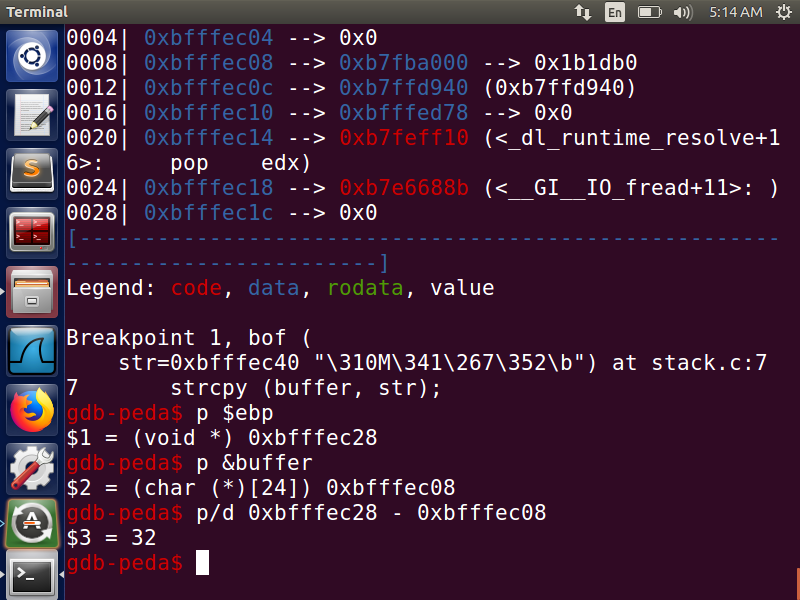 Terminal
En
5:14 AM
0004| 0xbfffec04 --> 0x0
0008| 0xbfffec08 --> 0xb7fba000 --> 0x1b1db0
0012| 0xbfffec0c --> 0xb7ffd940 (0xb7ffd940)
0016| 0xbfffec10 --> 0xbfffed78 --> 0x0
0020| 0xbfffec14 --> 0xb7feff10 (<_dl_runtime_resolve+1
6>:     pop    edx)
0024| 0xbfffec18 --> 0xb7e6688b (<__GI__IO_fread+11>: )
0028| 0xbfffec1c --> 0x0
[------------------------------------------------------
------------------------]
Legend: code, data, rodata, value
Breakpoint 1, bof (
    str=0xbfffec40 "\310M\341\267\352\b") at stack.c:7
7       strcpy (buffer, str);
gdb-peda$ p $ebp
$1 = (void *) 0xbfffec28
gdb-peda$ p &buffer
$2 = (char (*)[24]) 0xbfffec08
gdb-peda$ p/d 0xbfffec28 - 0xbfffec08
$3 = 32
gdb-peda$